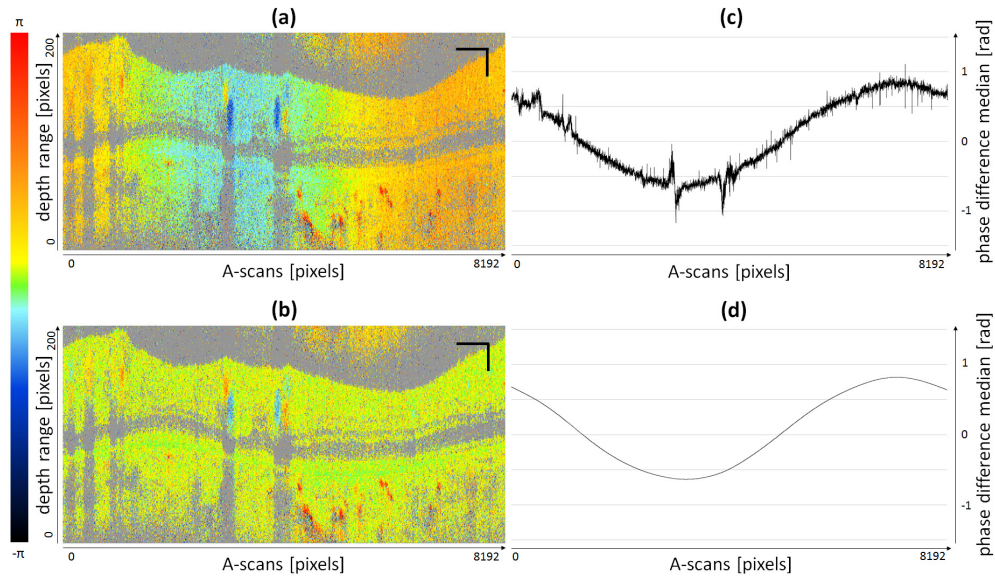 (a)
(c)
π
200
depth range [pixels]
0
0
8192
A-scans [pixels]
1
0
-1
phase difference median [rad]
0
8192
A-scans [pixels]
(b)
(d)
200
depth range [pixels]
0
-π
0
8192
A-scans [pixels]
1
0
-1
phase difference median [rad]
0
8192
A-scans [pixels]